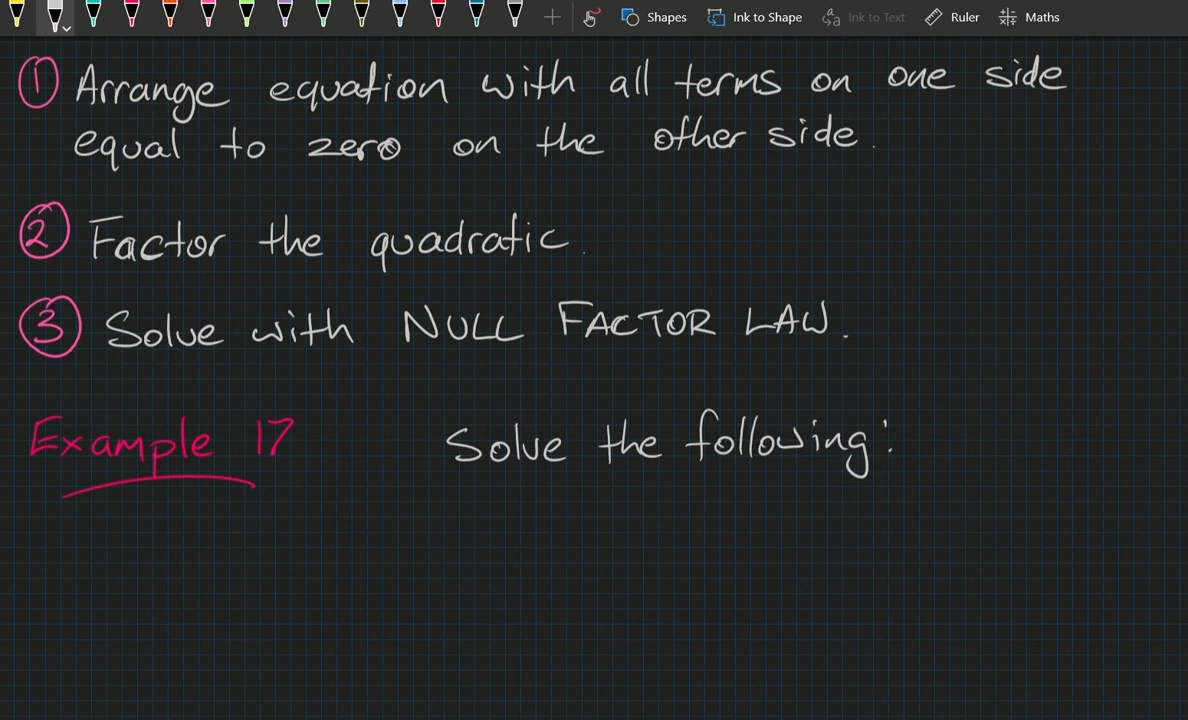 Shapes Ink to Shape Ink to Text Ruler Maths
① Arrange equation with all terms on one side
equal to zero on the other side.
② Factor the quadratic.
③ Solve with NULL FACTOR LAW.
Example 17 Solve the following: